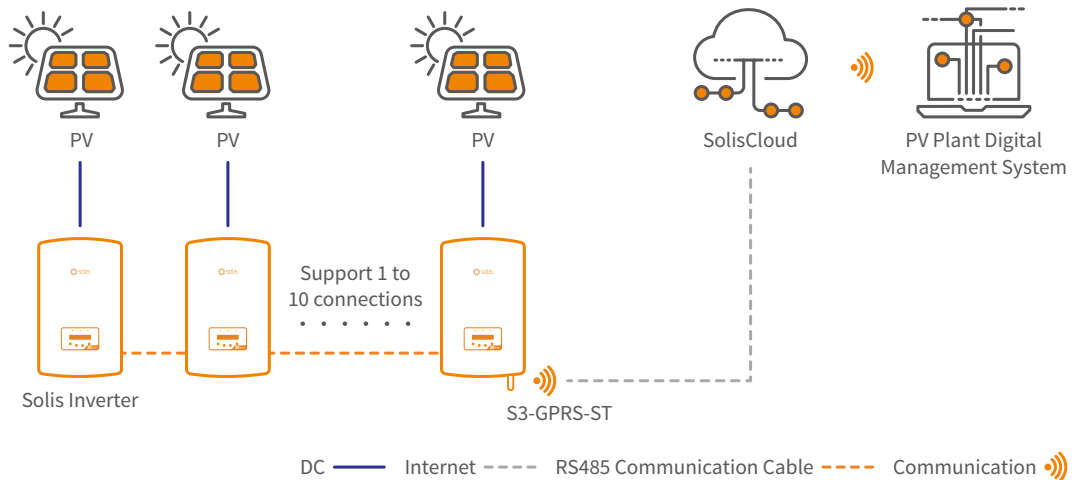 PV
PV
PV
SolisCloud
PV Plant Digital
Management System
solis
solis
solis
Support 1 to
10 connections
Solis Inverter
S3-GPRS-ST
DC
Internet
RS485 Communication Cable
Communication